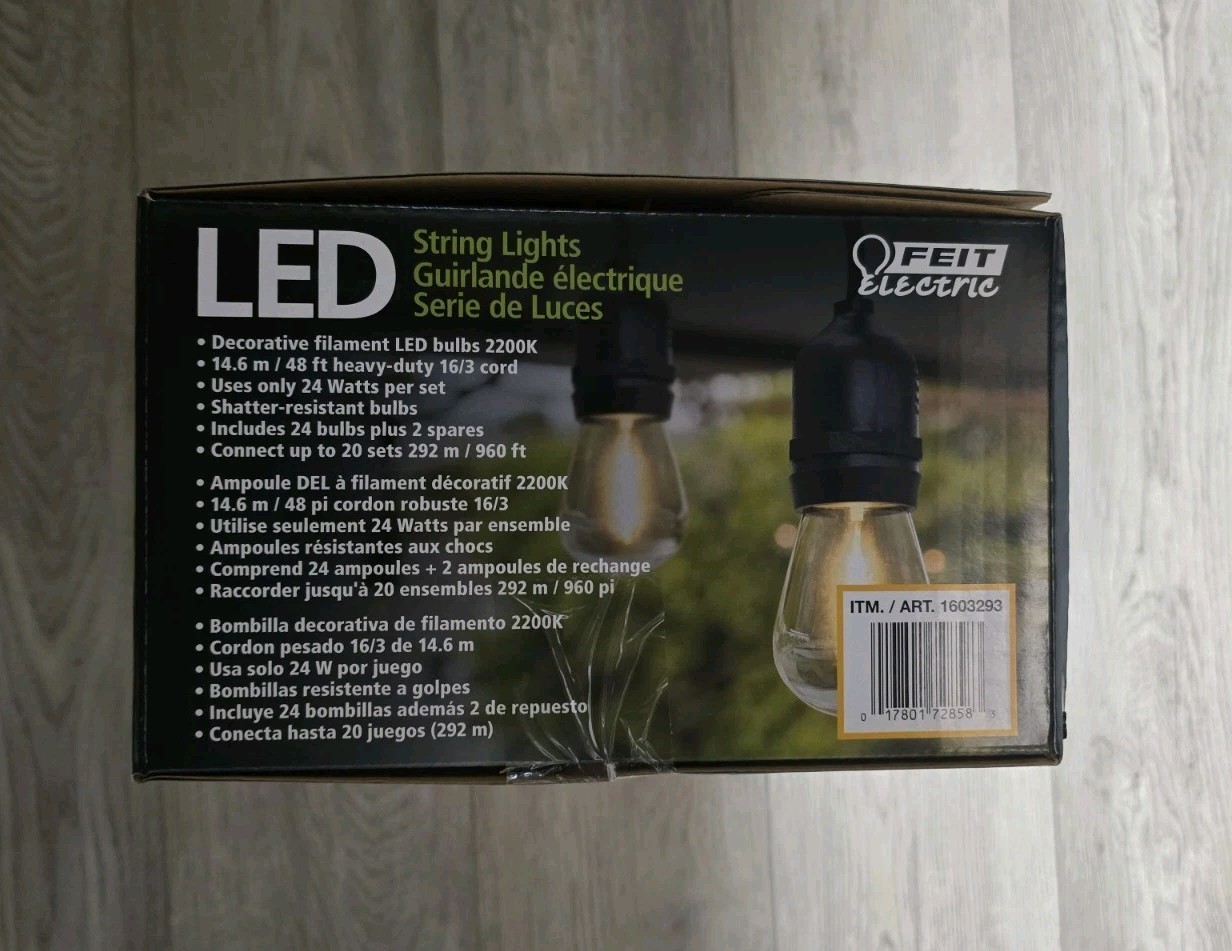 LED
String Lights
Guirlande électrique
Serie de Luces
FEIT
ELECTRIC
• Decorative filament LED bulbs 2200K
• 14.6 m / 48 ft heavy-duty 16/3 cord
• Uses only 24 Watts per set
• Shatter-resistant bulbs
• Includes 24 bulbs plus 2 spares
• Connect up to 20 sets 292 m / 960 ft
• Ampoule DEL à filament décoratif 2200K
• 14.6 m / 48 pi cordon robuste 16/3
• Utilise seulement 24 Watts par ensemble
• Ampoules résistantes aux chocs
• Comprend 24 ampoules + 2 ampoules de rechange
• Raccorder jusqu'à 20 ensembles 292 m / 960 pi
• Bombilla decorativa de filamento 2200K
• Cordon pesado 16/3 de 14.6 m
• Usa solo 24 W por juego
• Bombillas resistente a golpes
• Incluye 24 bombillas además 2 de repuesto
• Conecta hasta 20 juegos (292 m)
ITM. / ART. 1603293
0 17801 72858